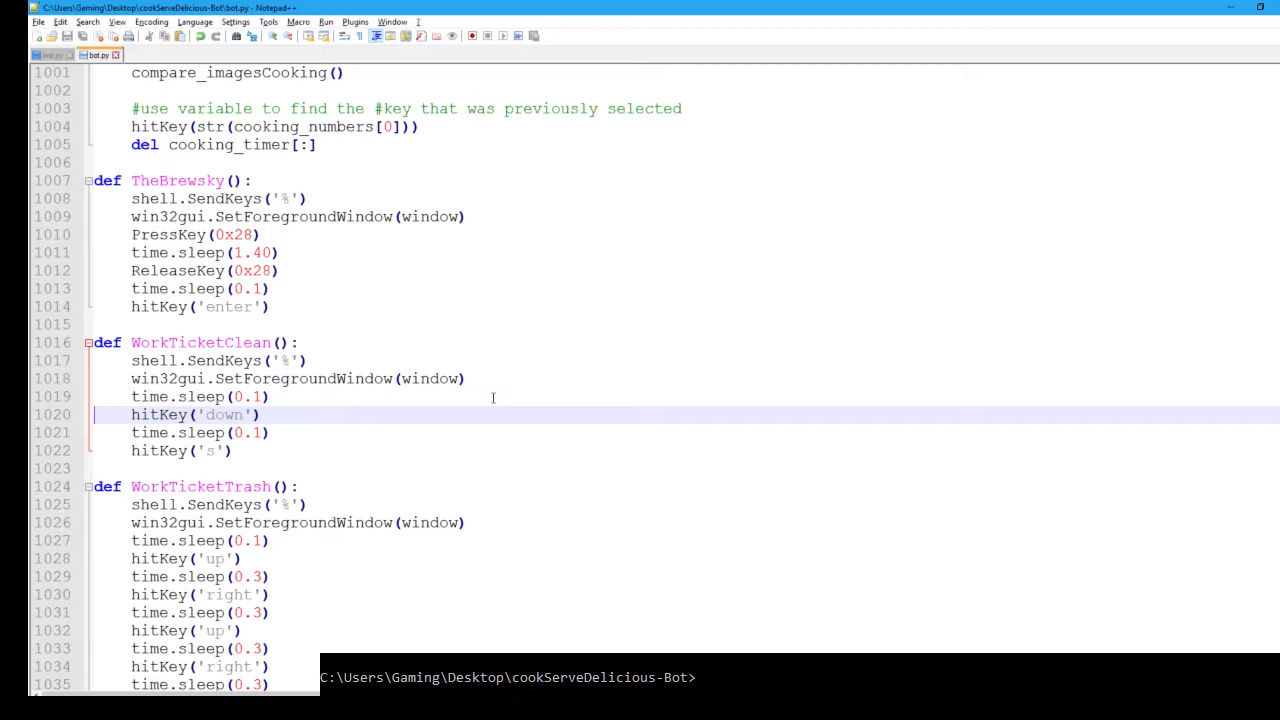 C:\Users\Gaming\Desktop\cookServeDelicious-Bot\bot.py - Notepad++
File Edit Search View Encoding Language Settings Tools Macro Run Plugins Window ?
bot.py
1001 compare_imagesCooking()
1002
1003 #use variable to find the #key that was previously selected
1004 hitKey(str(cooking_numbers[0]))
1005 del cooking_timer[:]
1006
1007 def TheBrewsky():
1008 shell.SendKeys('%')
1009 win32gui.SetForegroundWindow(window)
1010 PressKey(0x28)
1011 time.sleep(1.40)
1012 ReleaseKey(0x28)
1013 time.sleep(0.1)
1014 hitKey('enter')
1015
1016 def WorkTicketClean():
1017 shell.SendKeys('%')
1018 win32gui.SetForegroundWindow(window)
1019 time.sleep(0.1)
1020 hitKey('down')
1021 time.sleep(0.1)
1022 hitKey('s')
1023
1024 def WorkTicketTrash():
1025 shell.SendKeys('%')
1026 win32gui.SetForegroundWindow(window)
1027 time.sleep(0.1)
1028 hitKey('up')
1029 time.sleep(0.3)
1030 hitKey('right')
1031 time.sleep(0.3)
1032 hitKey('up')
1033 time.sleep(0.3)
1034 hitKey('right')
1035 time.sleep(0.3)
C:\Users\Gaming\Desktop\cookServeDelicious-Bot>